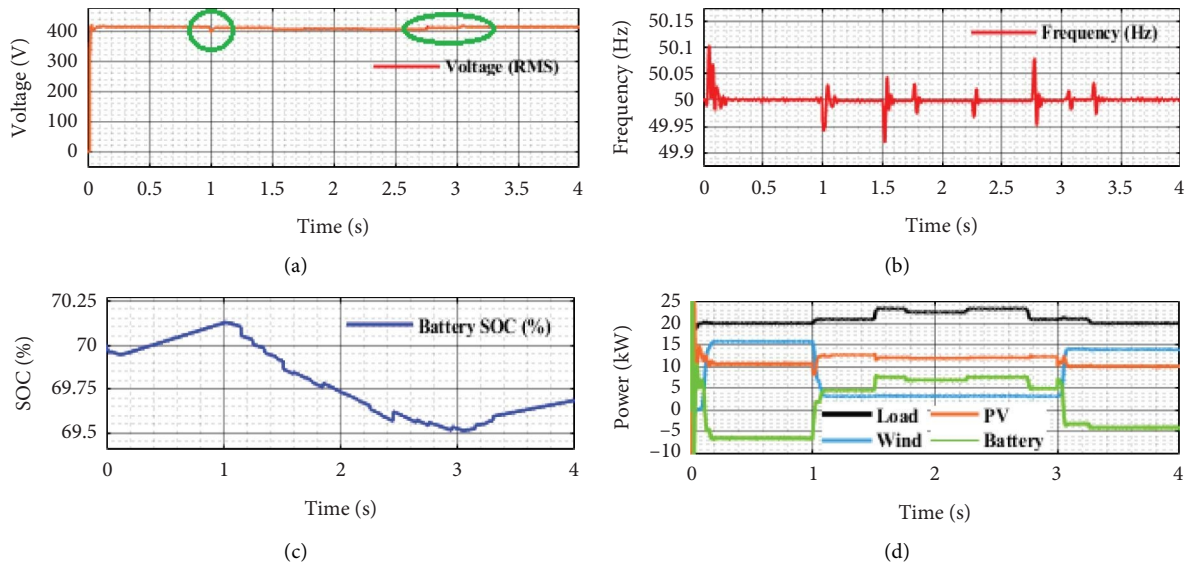 400
300
200
100
0
Voltage (V)
Voltage (RMS)
0 0.5 1 1.5 2 2.5 3 3.5 4
Time (s)
(a)
50.15
50.1
50.05
50
49.95
49.9
Frequency (Hz)
Frequency (Hz)
0 0.5 1 1.5 2 2.5 3 3.5 4
Time (s)
(b)
70.25
70
69.75
69.5
SOC (%)
Battery SOC (%)
0 1 2 3 4
Time (s)
(c)
25
20
15
10
5
0
−5
−10
Power (kW)
Load PV
Wind Battery
0 1 2 3 4
Time (s)
(d)